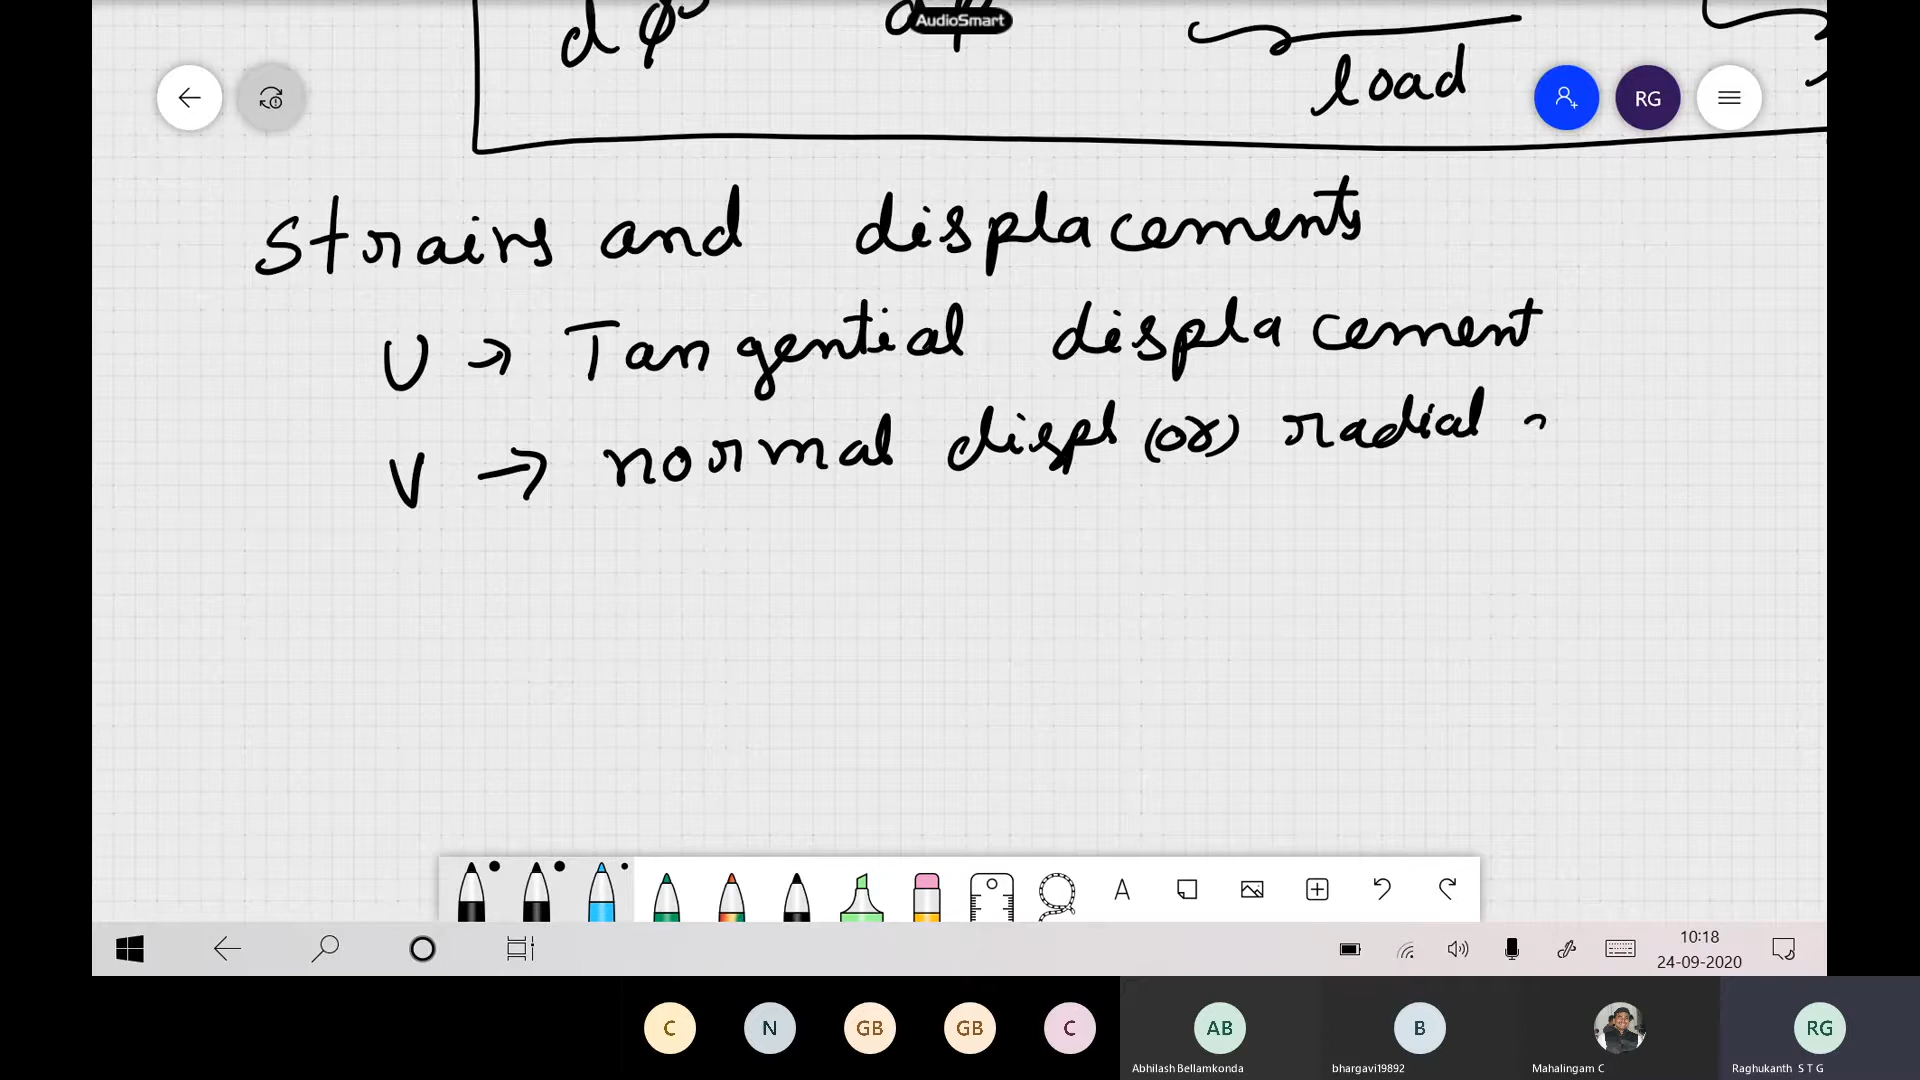 dφ
AudioSmart
load
RG
Strains and displacements
U → Tangential displacement
V → normal displ (or) radial
A
10:18
24-09-2020
C
N
GB
GB
C
AB
B
RG
Abhilash Bellamkonda
bhargavi19892
Mahalingam C
Raghukanth S T G